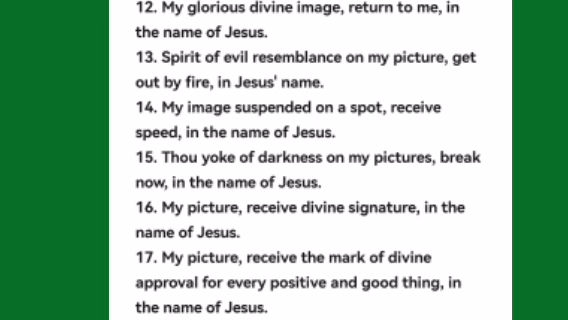 12. My glorious divine image, return to me, in
the name of Jesus.
13. Spirit of evil resemblance on my picture, get
out by fire, in Jesus' name.
14. My image suspended on a spot, receive
speed, in the name of Jesus.
15. Thou yoke of darkness on my pictures, break
now, in the name of Jesus.
16. My picture, receive divine signature, in the
name of Jesus.
17. My picture, receive the mark of divine
approval for every positive and good thing, in
the name of Jesus.